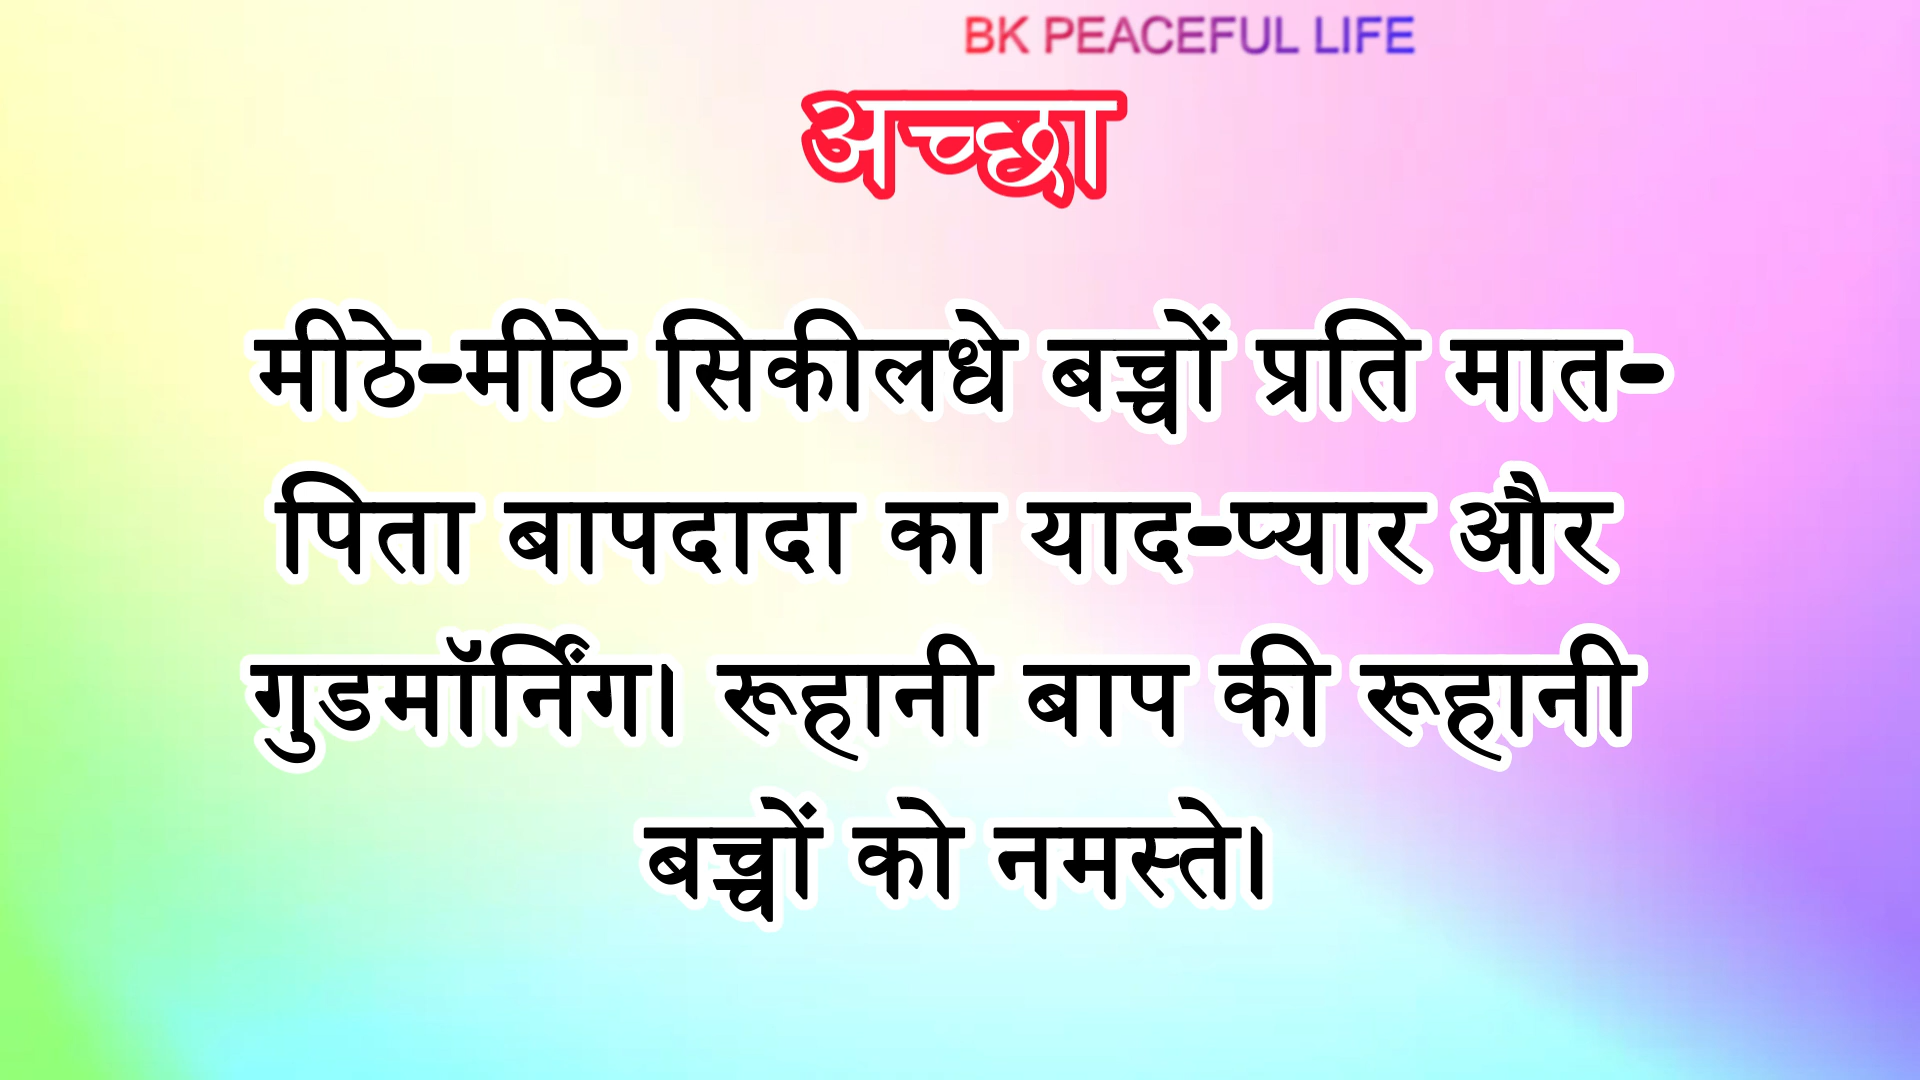 BK PEACEFUL LIFE
अच्छा
मीठे-मीठे सिकीलधे बच्चों प्रति मात-
पिता बापदादा का याद-प्यार और
गुडमॉर्निंग। रूहानी बाप की रूहानी
बच्चों को नमस्ते।